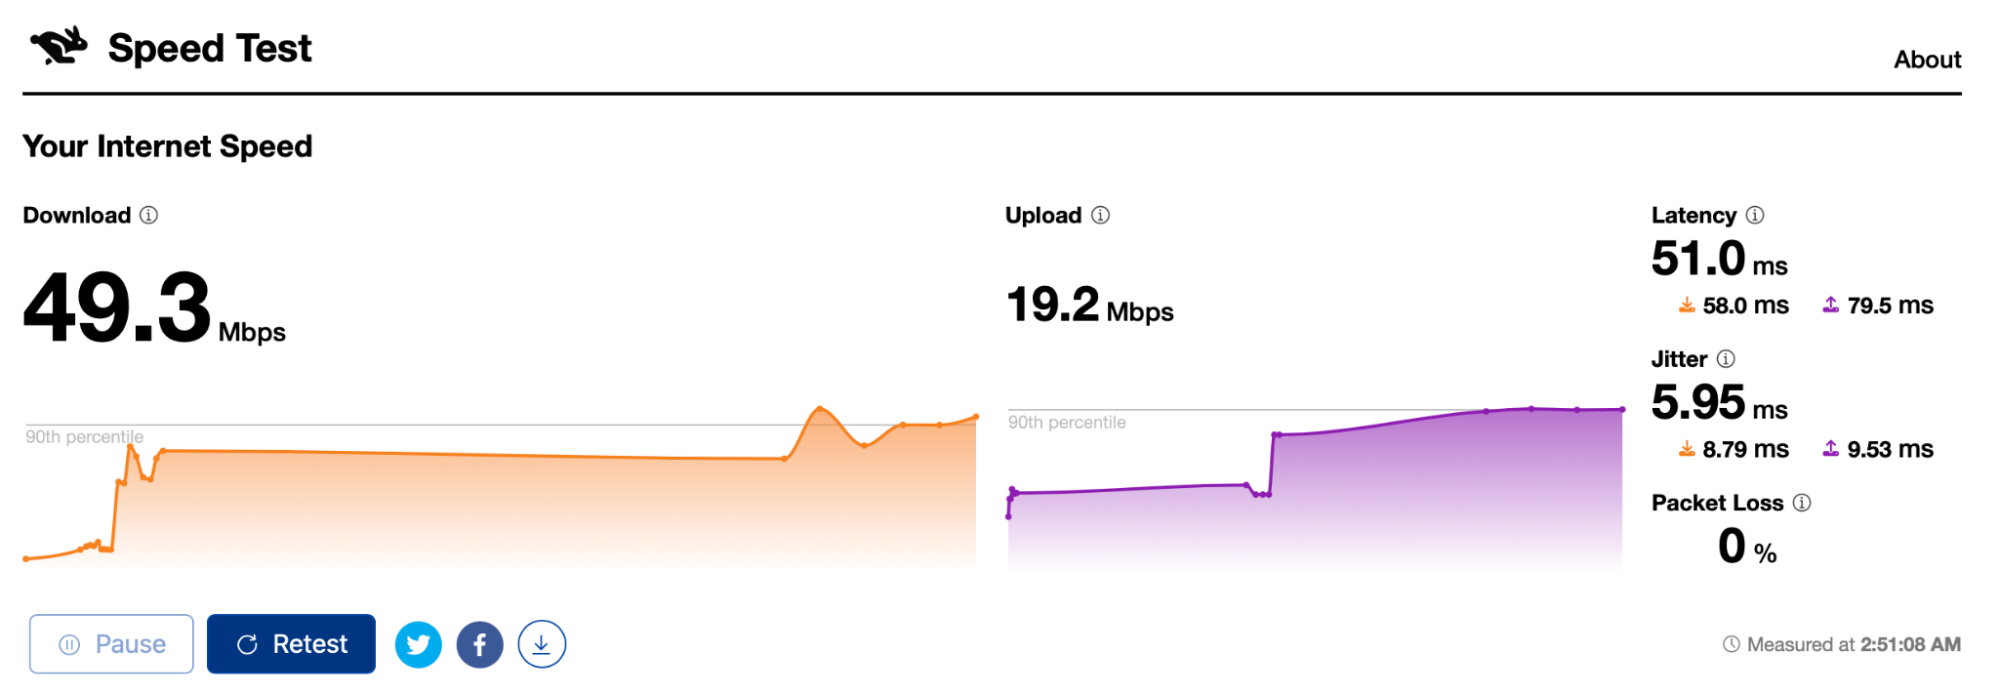 Speed Test
About
Your Internet Speed
Download
49.3 Mbps
90th percentile
Upload
19.2 Mbps
90th percentile
Latency
51.0 ms
58.0 ms 79.5 ms
Jitter
5.95 ms
8.79 ms 9.53 ms
Packet Loss
0 %
Pause
Retest
Measured at 2:51:08 AM